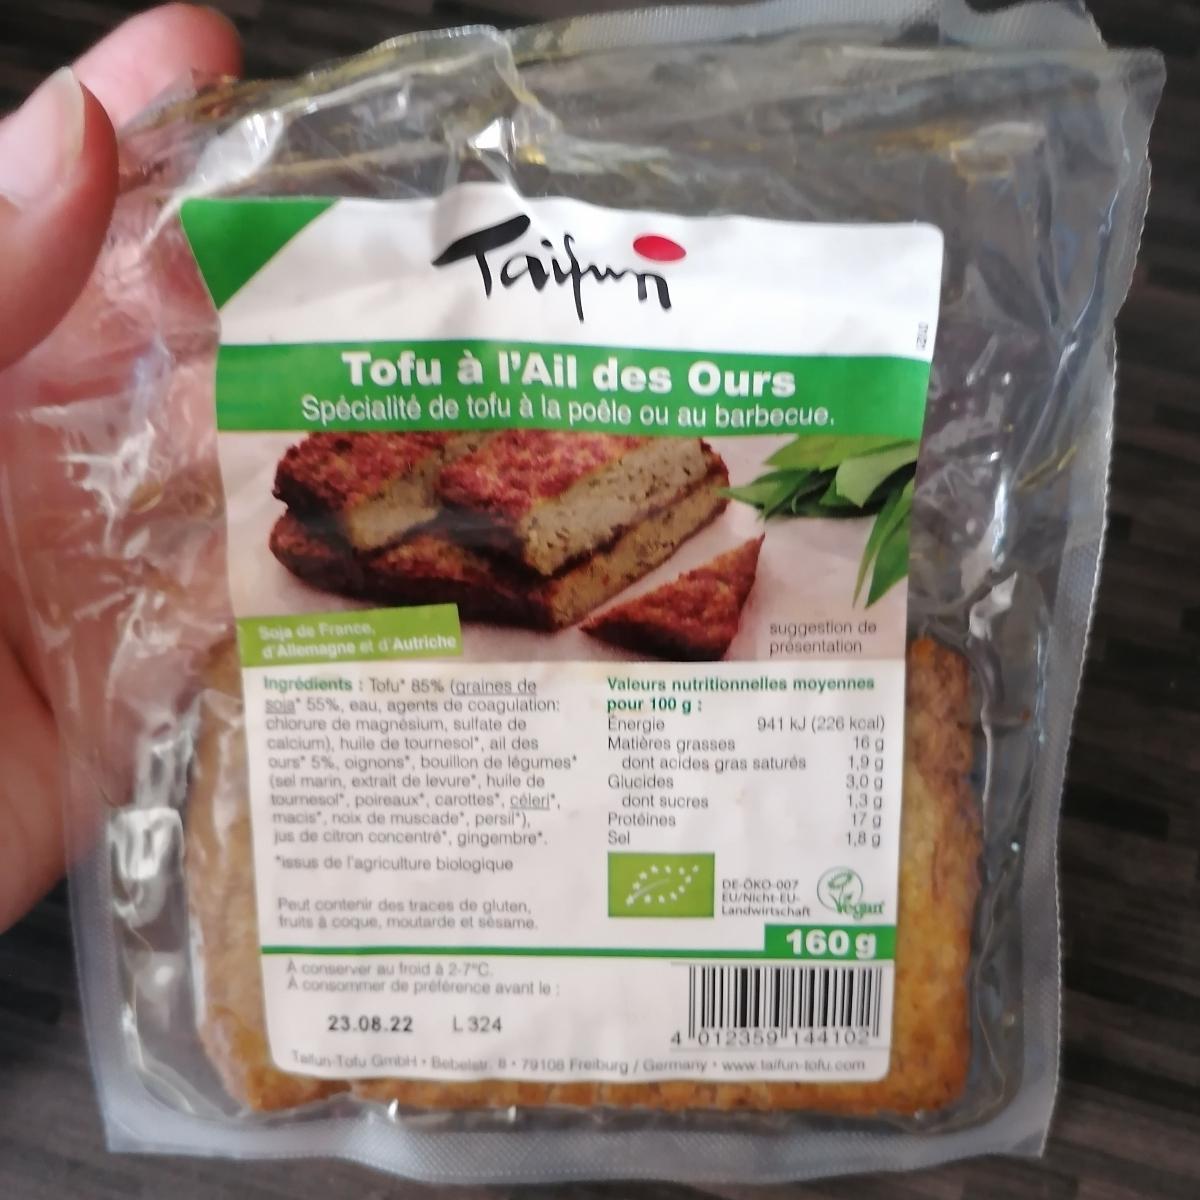 Taifun
Tofu à l'Ail des Ours
Spécialité de tofu à la poêle ou au barbecue.
Soja de France,
d'Allemagne et d'Autriche
suggestion de
présentation
Ingrédients : Tofu* 85% (graines de
soja* 55%, eau, agents de coagulation:
chlorure de magnésium, sulfate de
calcium), huile de tournesol*, ail des
ours* 5%, oignons*, bouillon de légumes*
(sel marin, extrait de levure*, huile de
tournesol*, poireaux*, carottes*, céleri*,
macis*, noix de muscade*, persil*),
jus de citron concentré*, gingembre*.
*issus de l'agriculture biologique
Peut contenir des traces de gluten,
fruits à coque, moutarde et sésame.
Valeurs nutritionnelles moyennes
pour 100 g :
Énergie 941 kJ (226 kcal)
Matières grasses 16 g
dont acides gras saturés 1,9 g
Glucides 3,0 g
dont sucres 1,3 g
Protéines 17 g
Sel 1,8 g
DE-ÖKO-007
EU/Nicht-EU-
Landwirtschaft
Vegan
160 g
À conserver au froid à 2-7°C.
À consommer de préférence avant le :
23.08.22 L 324
4 012359 144102
Taifun-Tofu GmbH • Bebelstr. 8 • 79108 Freiburg / Germany • www.taifun-tofu.com